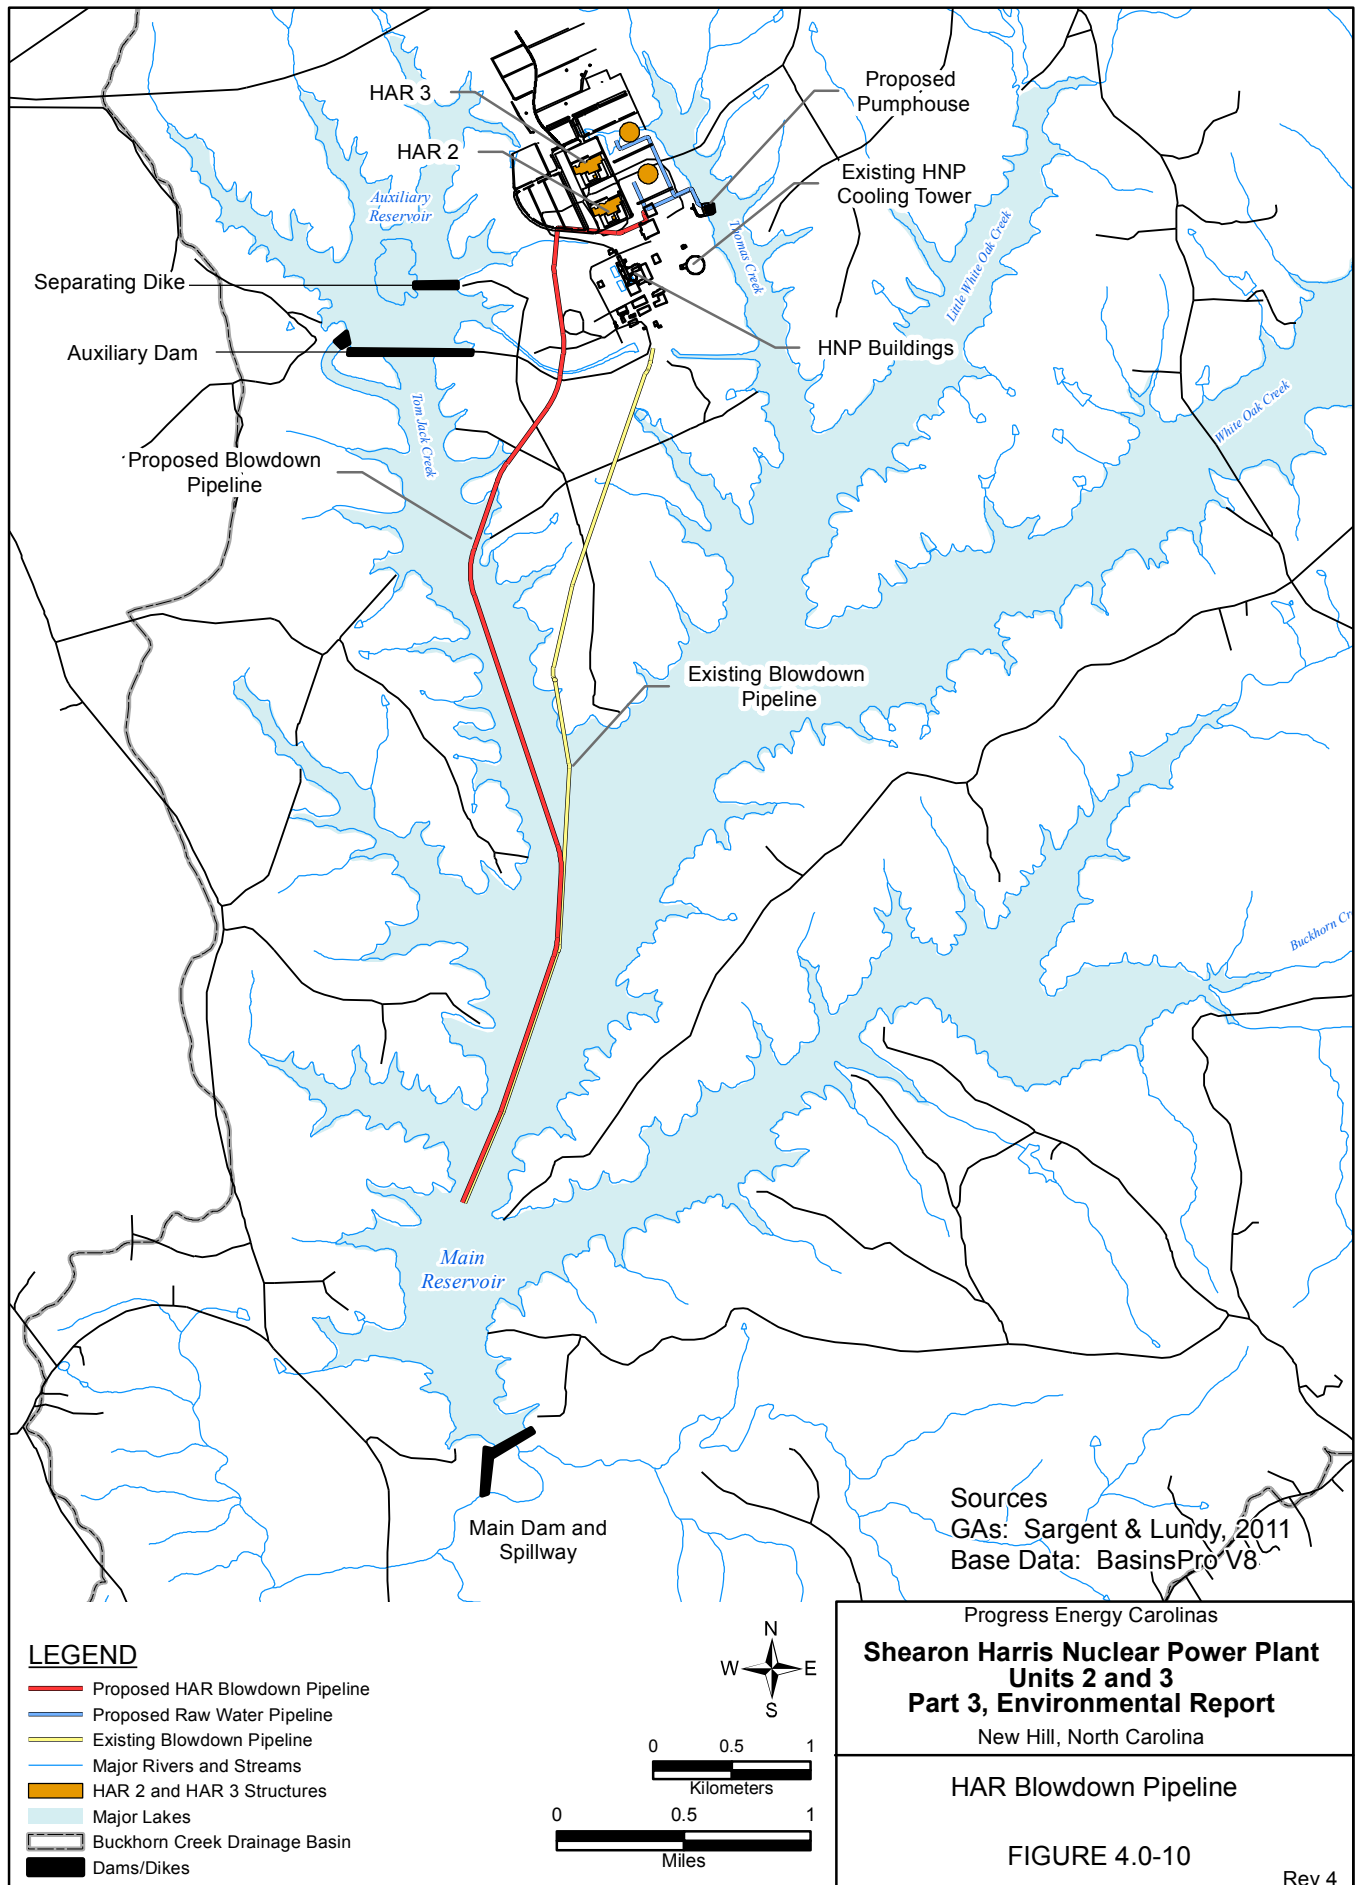 HAR 3
Proposed
Pumphouse
HAR 2
Existing HNP
Cooling Tower
Auxiliary
Reservoir
Thomas Creek
Little White Oak Creek
Separating Dike
Auxiliary Dam
HNP Buildings
Tom Jack Creek
White Oak Creek
Proposed Blowdown
Pipeline
Existing Blowdown
Pipeline
Buckhorn Cr
Main
Reservoir
Main Dam and
Spillway
Sources
GAs: Sargent & Lundy, 2011
Base Data: BasinsPro V8
LEGEND
Proposed HAR Blowdown Pipeline
Proposed Raw Water Pipeline
Existing Blowdown Pipeline
Major Rivers and Streams
HAR 2 and HAR 3 Structures
Major Lakes
Buckhorn Creek Drainage Basin
Dams/Dikes
N
W E
S
0 0.5 1
Kilometers
0 0.5 1
Miles
Progress Energy Carolinas
Shearon Harris Nuclear Power Plant
Units 2 and 3
Part 3, Environmental Report
New Hill, North Carolina
HAR Blowdown Pipeline
FIGURE 4.0-10
Rev 4